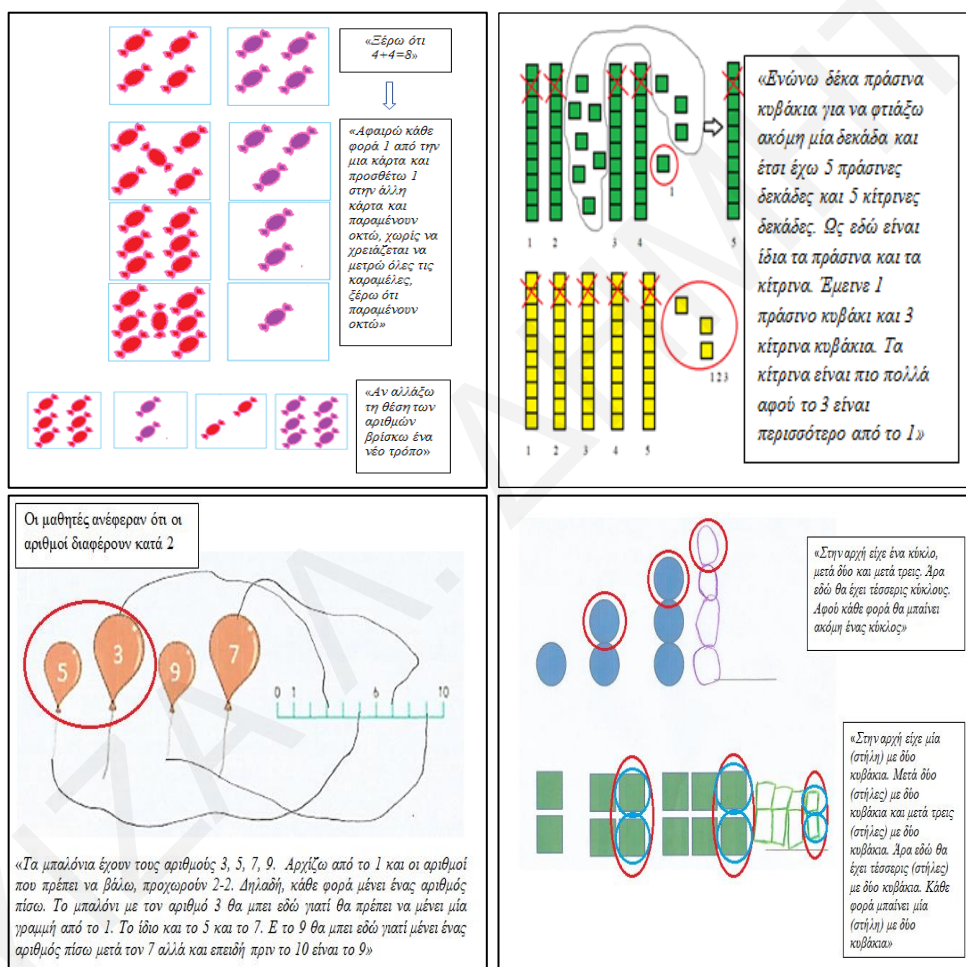 «Ξέρω ότι
4+4=8»
«Αφαιρώ κάθε
φορά 1 από την
μια κάρτα και
προσθέτω 1
στην άλλη
κάρτα και
παραμένουν
οκτώ, χωρίς να
χρειάζεται να
μετρώ όλες τις
καραμέλες,
ξέρω ότι
παραμένουν
οκτώ»
«Αν αλλάξω
τη θέση των
αριθμών
βρίσκω ένα
νέο τρόπο»
1
1 2 3 4 5
1 2 3
1 2 3 4 5
«Ενώνω δέκα πράσινα
κυβάκια για να φτιάξω
ακόμη μία δεκάδα και
έτσι έχω 5 πράσινες
δεκάδες και 5 κίτρινες
δεκάδες. Ως εδώ είναι
ίδια τα πράσινα και τα
κίτρινα. Έμεινε 1
πράσινο κυβάκι και 3
κίτρινα κυβάκια. Τα
κίτρινα είναι πιο πολλά
αφού το 3 είναι
περισσότερο από το 1»
Οι μαθητές ανέφεραν ότι οι
αριθμοί διαφέρουν κατά 2
5 3 9 7
0 1 6 10
«Τα μπαλόνια έχουν τους αριθμούς 3, 5, 7, 9. Αρχίζω από το 1 και οι αριθμοί
που πρέπει να βάλω, προχωρούν 2-2. Δηλαδή, κάθε φορά μένει ένας αριθμός
πίσω. Το μπαλόνι με τον αριθμό 3 θα μπει εδώ γιατί θα πρέπει να μένει μία
γραμμή από το 1. Το ίδιο και το 5 και το 7. Ε το 9 θα μπει εδώ γιατί μένει ένας
αριθμός πίσω μετά τον 7 αλλά και επειδή πριν το 10 είναι το 9»
«Στην αρχή είχε ένα κύκλο,
μετά δύο και μετά τρεις. Άρα
εδώ θα έχει τέσσερις κύκλους.
Αφού κάθε φορά θα μπαίνει
ακόμη ένας κύκλος»
«Στην αρχή είχε μία
(στήλη) με δύο
κυβάκια. Μετά δύο
(στήλες) με δύο
κυβάκια και μετά τρεις
(στήλες) με δύο
κυβάκια. Άρα εδώ θα
έχει τέσσερις (στήλες)
με δύο κυβάκια. Κάθε
φορά μπαίνει μία
(στήλη) με δύο
κυβάκια»